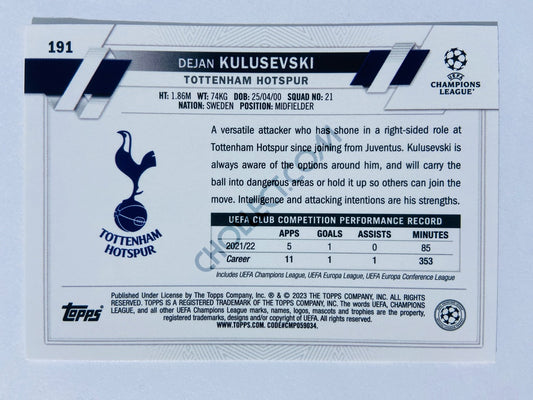 191
DEJAN KULUSEVSKI
TOTTENHAM HOTSPUR
UEFA
CHAMPIONS
LEAGUE
HT: 1.86M WT: 74KG DOB: 25/04/00 SQUAD NO: 21
NATION: SWEDEN POSITION: MIDFIELDER
A versatile attacker who has shone in a right-sided role at
Tottenham Hotspur since joining from Juventus. Kulusevski is
always aware of the options around him, and will carry the
ball into dangerous areas or hold it up so others can join the
move. Intelligence and attacking intentions are his strengths.
TOTTENHAM
HOTSPUR
UEFA CLUB COMPETITION PERFORMANCE RECORD
APPS GOALS ASSISTS MINUTES
2021/22 5 1 0 85
Career 11 1 1 353
Includes UEFA Champions League, UEFA Europa League, UEFA Europa Conference League
CHOLLECT.COM
Topps
Published Under License by The Topps Company, Inc. ® & © 2023 THE TOPPS COMPANY, INC. ALL RIGHTS
RESERVED. TOPPS IS A REGISTERED TRADEMARK OF THE TOPPS COMPANY, INC. The words UEFA, CHAMPIONS
LEAGUE, and all other UEFA Champions League marks, names, logos, mascots and trophies are the property,
registered trademarks, designs and/or copyright of UEFA. All rights reserved.
WWW.TOPPS.COM. CODE#CMP059034.